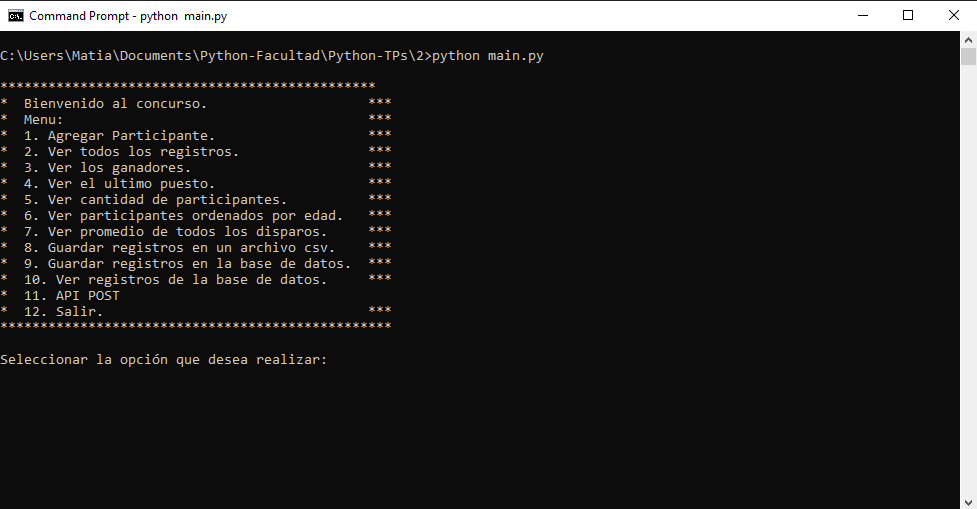 Command Prompt - python  main.py
C:\Users\Matia\Documents\Python-Facultad\Python-TPs\2>python main.py
***********************************************
*  Bienvenido al concurso.                    ***
*  Menu:                                      ***
*  1. Agregar Participante.                   ***
*  2. Ver todos los registros.                ***
*  3. Ver los ganadores.                      ***
*  4. Ver el ultimo puesto.                   ***
*  5. Ver cantidad de participantes.          ***
*  6. Ver participantes ordenados por edad.   ***
*  7. Ver promedio de todos los disparos.     ***
*  8. Guardar registros en un archivo csv.    ***
*  9. Guardar registros en la base de datos.  ***
*  10. Ver registros de la base de datos.     ***
*  11. API POST
*  12. Salir.                                 ***
*************************************************
Seleccionar la opción que desea realizar: